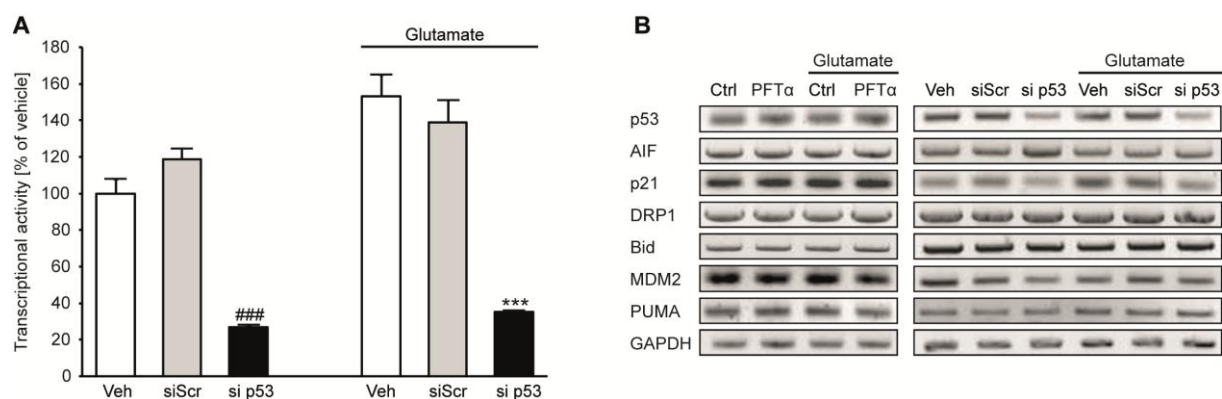 A
Glutamate
180
160
140
120
100
80
60
40
20
0
Transcriptional activity [% of vehicle]
###
***
Veh siScr si p53 Veh siScr si p53
B
Glutamate Glutamate
Ctrl PFTα Ctrl PFTα Veh siScr si p53 Veh siScr si p53
p53
AIF
p21
DRP1
Bid
MDM2
PUMA
GAPDH